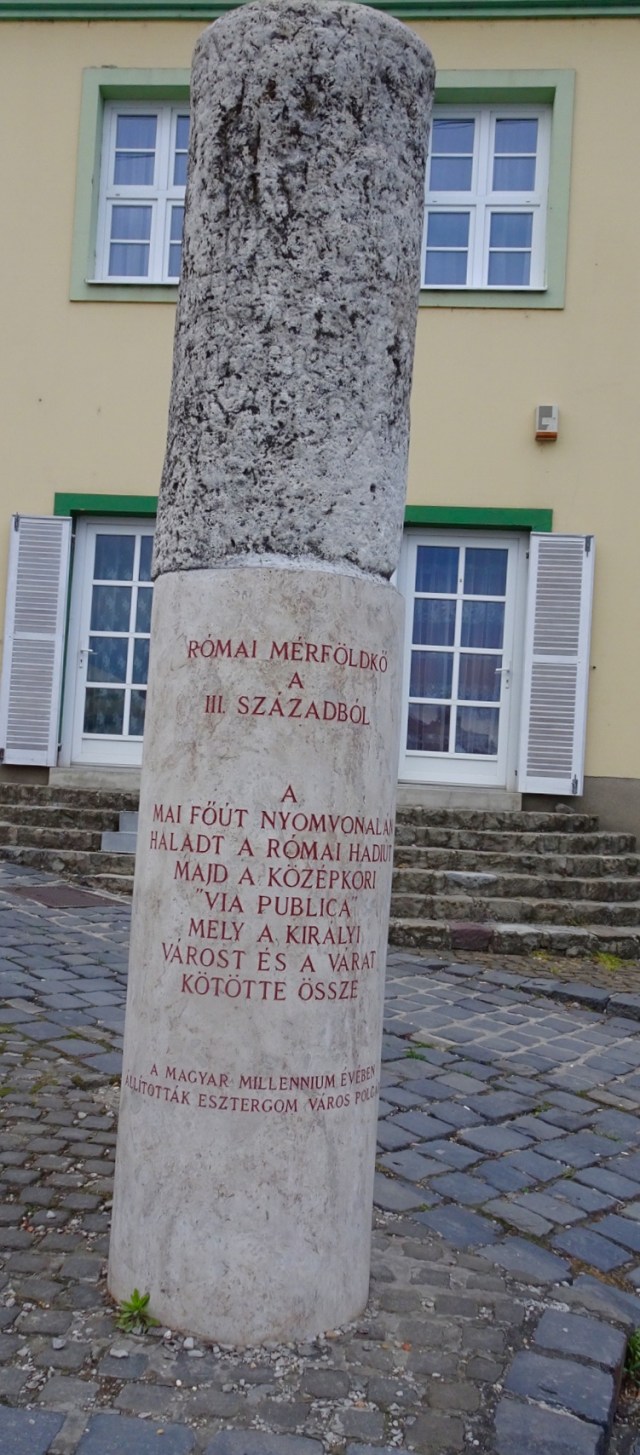 RÓMAI MÉRFÖLDKŐ
A
III. SZÁZADBÓL
A
MAI FŐÚT NYOMVONALÁN
HALADT A RÓMAI HADIÚT
MAJD A KÖZÉPKORI
"VIA PUBLICA"
MELY A KIRÁLYI
VÁROST ÉS A VÁRAT
KÖTÖTTE ÖSSZE
A MAGYAR MILLENNIUM ÉVÉBEN
ÁLLÍTOTTÁK ESZTERGOM VÁROS